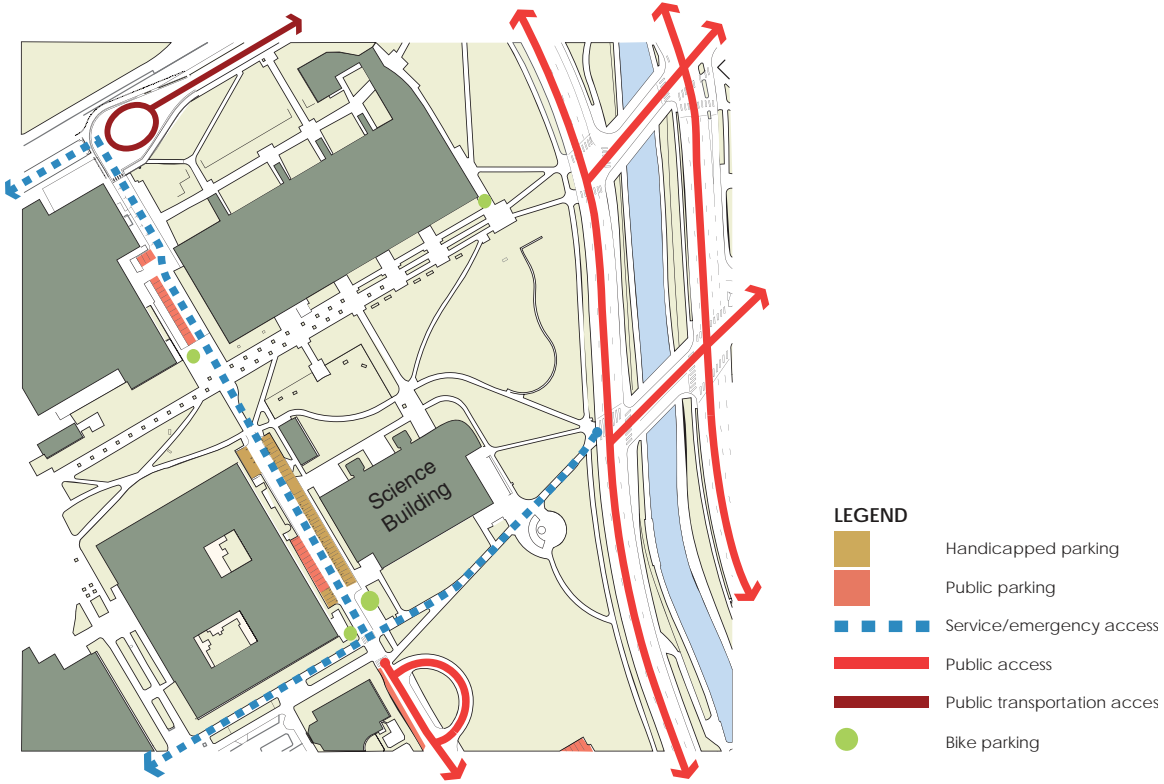 Science
Building
LEGEND
Handicapped parking
Public parking
Service/emergency access
Public access
Public transportation acces
Bike parking